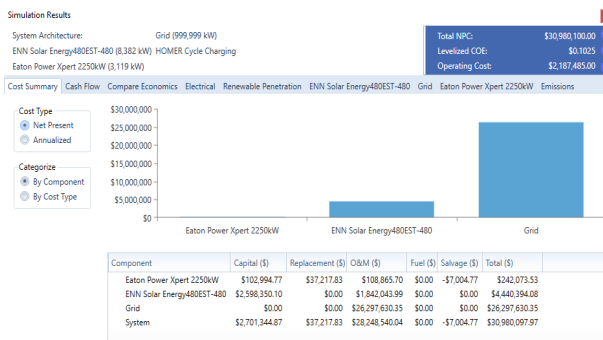 Simulation Results
System Architecture: Grid (999,999 kW)
ENN Solar Energy480EST-480 (8,382 kW) HOMER Cycle Charging
Eaton Power Xpert 2250kW (3,119 kW)
Total NPC: $30,980,100.00
Levelized COE: $0.1025
Operating Cost: $2,187,485.00
Cost Summary Cash Flow Compare Economics Electrical Renewable Penetration ENN Solar Energy480EST-480 Grid Eaton Power Xpert 2250kW Emissions
Cost Type
Net Present
Annualized
Categorize
By Component
By Cost Type
$30,000,000
$25,000,000
$20,000,000
$15,000,000
$10,000,000
$5,000,000
$0
Eaton Power Xpert 2250kW ENN Solar Energy480EST-480 Grid
Component Capital ($) Replacement ($) O&M ($) Fuel ($) Salvage ($) Total ($)
Eaton Power Xpert 2250kW $102,994.77 $37,217.83 $108,865.70 $0.00 -$7,004.77 $242,073.53
ENN Solar Energy480EST-480 $2,598,350.10 $0.00 $1,842,043.99 $0.00 $0.00 $4,440,394.08
Grid $0.00 $0.00 $26,297,630.35 $0.00 $0.00 $26,297,630.35
System $2,701,344.87 $37,217.83 $28,248,540.04 $0.00 -$7,004.77 $30,980,097.97